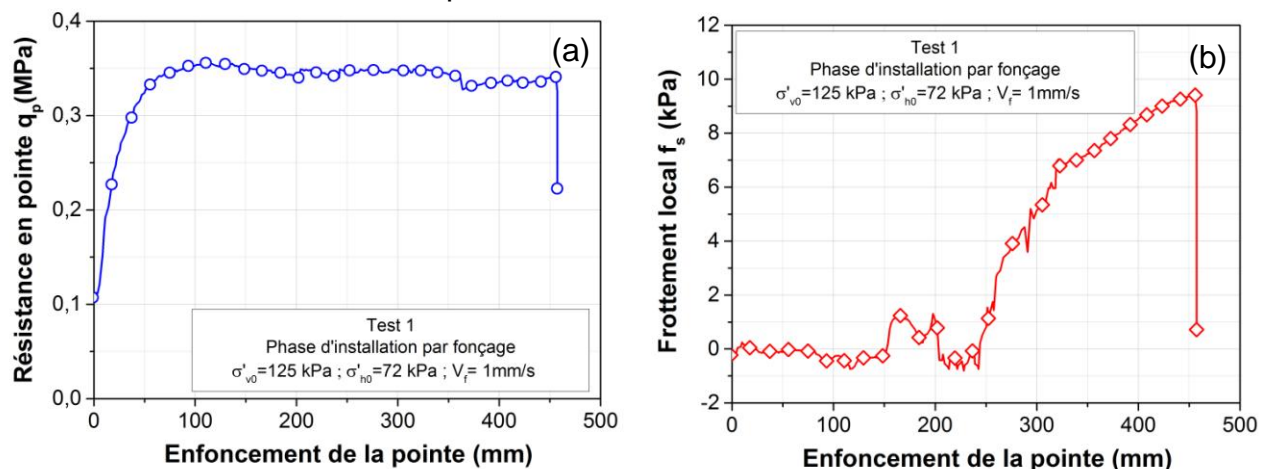 0,4
0,3
0,2
0,1
0,0
Résistance en pointe qp(MPa)
(a)
Test 1
Phase d'installation par fonçage
σ'v0=125 kPa ; σ'h0=72 kPa ; Vf= 1mm/s
0 100 200 300 400 500
Enfoncement de la pointe (mm)
12
10
8
6
4
2
0
-2
Frottement local fs (kPa)
(b)
Test 1
Phase d'installation par fonçage
σ'v0=125 kPa ; σ'h0=72 kPa ; Vf= 1mm/s
0 100 200 300 400 500
Enfoncement de la pointe (mm)